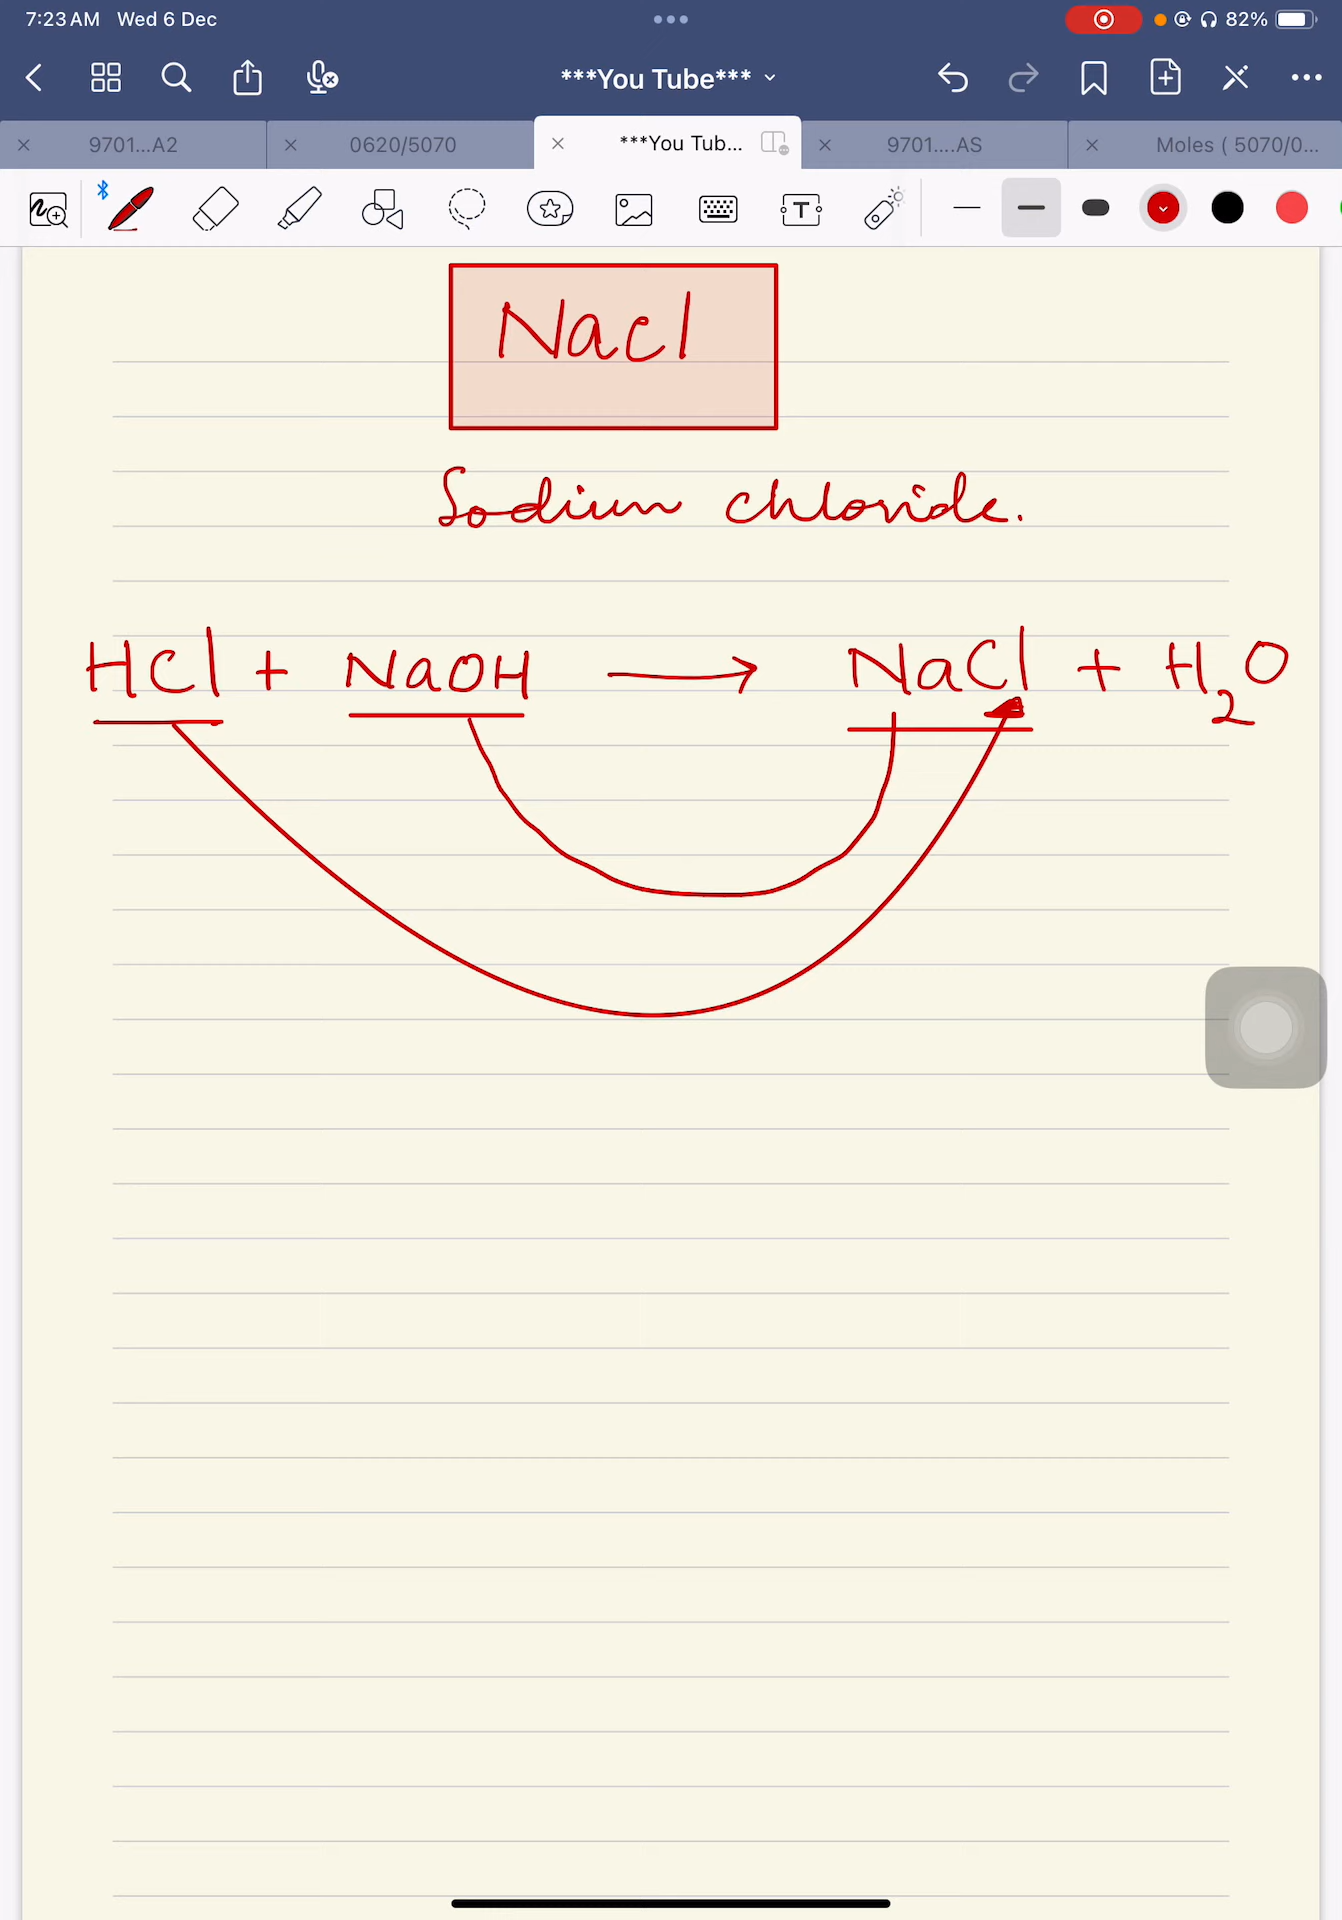 7:23 AM Wed 6 Dec 82%
***You Tube***
9701...A2 0620/5070 ***You Tub... 9701....AS Moles ( 5070/0...
T
Nacl
Sodium chloride.
HCl + NaOH → NaCl + H₂O